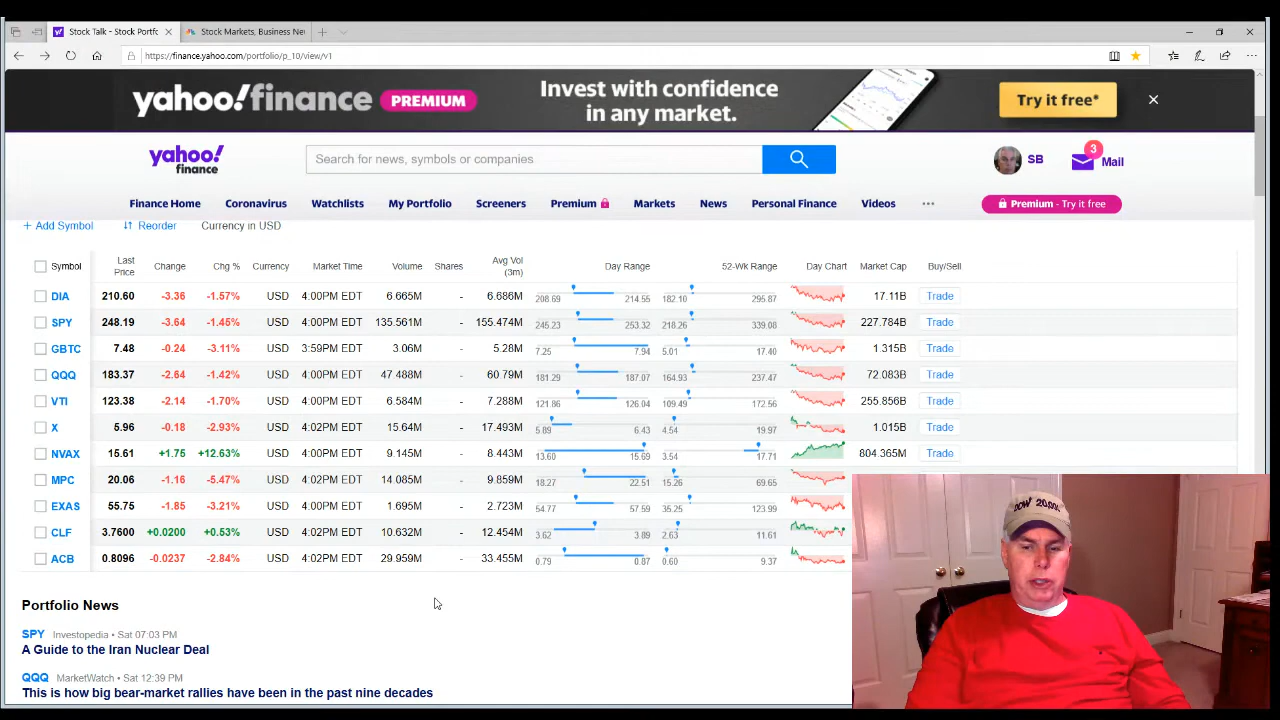 Stock Talk - Stock Portfo
Stock Markets, Business Nev
https://finance.yahoo.com/portfolio/p_10/view/v1
yahoo!finance PREMIUM
Invest with confidence
in any market.
Try it free*
yahoo!
finance
Search for news, symbols or companies
SB
3
Mail
Finance Home Coronavirus Watchlists My Portfolio Screeners Premium Markets News Personal Finance Videos ...
Premium - Try it free
+ Add Symbol Reorder Currency in USD
Symbol Last Price Change Chg % Currency Market Time Volume Shares Avg Vol (3m) Day Range 52-Wk Range Day Chart Market Cap Buy/Sell
DIA 210.60 -3.36 -1.57% USD 4:00PM EDT 6.665M - 6.686M 208.69 214.55 182.10 295.87 17.11B Trade
SPY 248.19 -3.64 -1.45% USD 4:00PM EDT 135.561M - 155.474M 245.23 253.32 218.26 339.08 227.784B Trade
GBTC 7.48 -0.24 -3.11% USD 3:59PM EDT 3.06M - 5.28M 7.25 7.94 5.01 17.40 1.315B Trade
QQQ 183.37 -2.64 -1.42% USD 4:00PM EDT 47.488M - 60.79M 181.29 187.07 164.93 237.47 72.083B Trade
VTI 123.38 -2.14 -1.70% USD 4:00PM EDT 6.584M - 7.288M 121.86 126.04 109.49 172.56 255.856B Trade
X 5.96 -0.18 -2.93% USD 4:02PM EDT 15.64M - 17.493M 5.89 6.43 4.54 19.97 1.015B Trade
NVAX 15.61 +1.75 +12.63% USD 4:00PM EDT 9.145M - 8.443M 13.60 15.69 3.54 17.71 804.365M Trade
MPC 20.06 -1.16 -5.47% USD 4:02PM EDT 14.085M - 9.859M 18.27 22.51 15.26 69.65
EXAS 55.75 -1.85 -3.21% USD 4:00PM EDT 1.695M - 2.723M 54.77 57.59 35.25 123.99
CLF 3.7600 +0.0200 +0.53% USD 4:02PM EDT 10.632M - 12.454M 3.62 3.89 2.63 11.61
ACB 0.8096 -0.0237 -2.84% USD 4:02PM EDT 29.959M - 33.455M 0.79 0.87 0.60 9.37
DOW 20,000
Portfolio News
SPY Investopedia • Sat 07:03 PM
A Guide to the Iran Nuclear Deal
QQQ MarketWatch • Sat 12:39 PM
This is how big bear-market rallies have been in the past nine decades